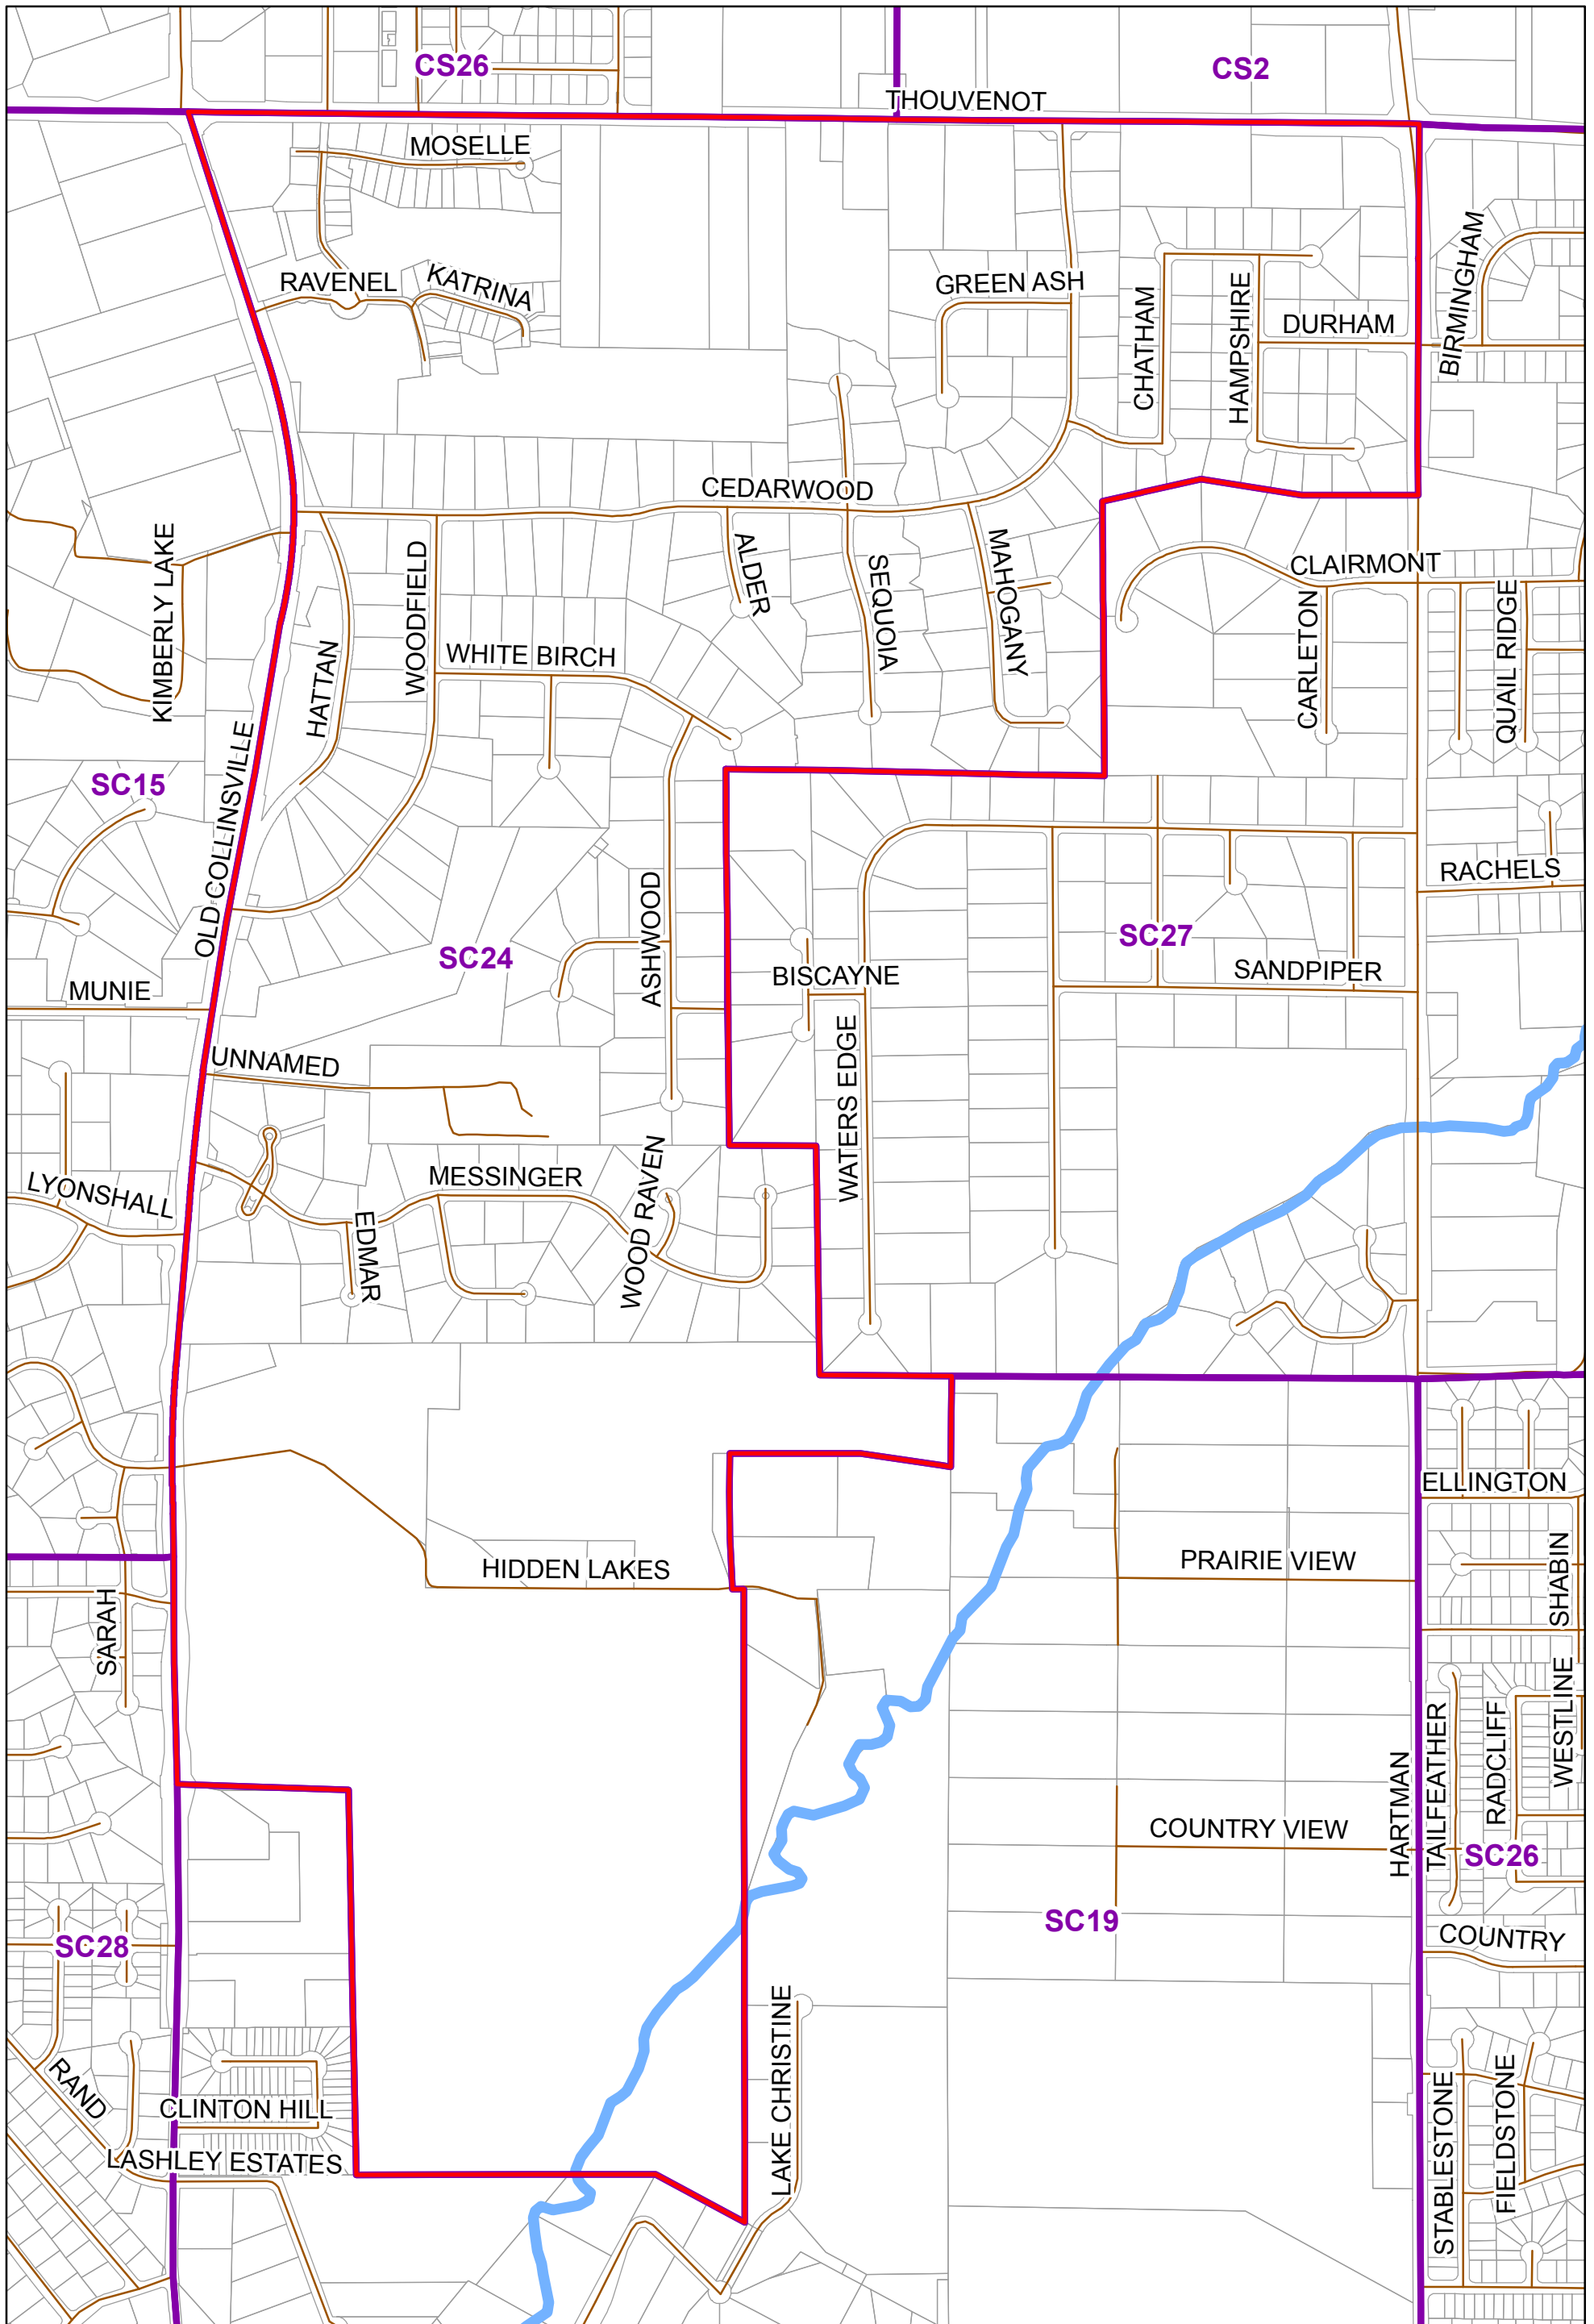 CS26
CS2
THOUVENOT
MOSELLE
RAVENEL
KATRINA
GREEN ASH
CHATHAM
HAMPSHIRE
DURHAM
BIRMINGHAM
CEDARWOOD
KIMBERLY LAKE
HATTAN
WOODFIELD
WHITE BIRCH
ALDER
SEQUOIA
MAHOGANY
CLAIRMONT
CARLETON
QUAIL RIDGE
SC15
OLD COLLINSVILLE
SC24
ASHWOOD
BISCAYNE
SC27
SANDPIPER
RACHELS
MUNIE
UNNAMED
WATERS EDGE
LYONSHALL
MESSINGER
EDMAR
WOOD RAVEN
HIDDEN LAKES
PRAIRIE VIEW
ELLINGTON
SHABIN
SARAH
WESTLINE
RADCLIFF
TAILFEATHER
HARTMAN
COUNTRY VIEW
SC26
SC19
SC28
COUNTRY
RAND
CLINTON HILL
LASHLEY ESTATES
LAKE CHRISTINE
STABLESTONE
FIELDSTONE